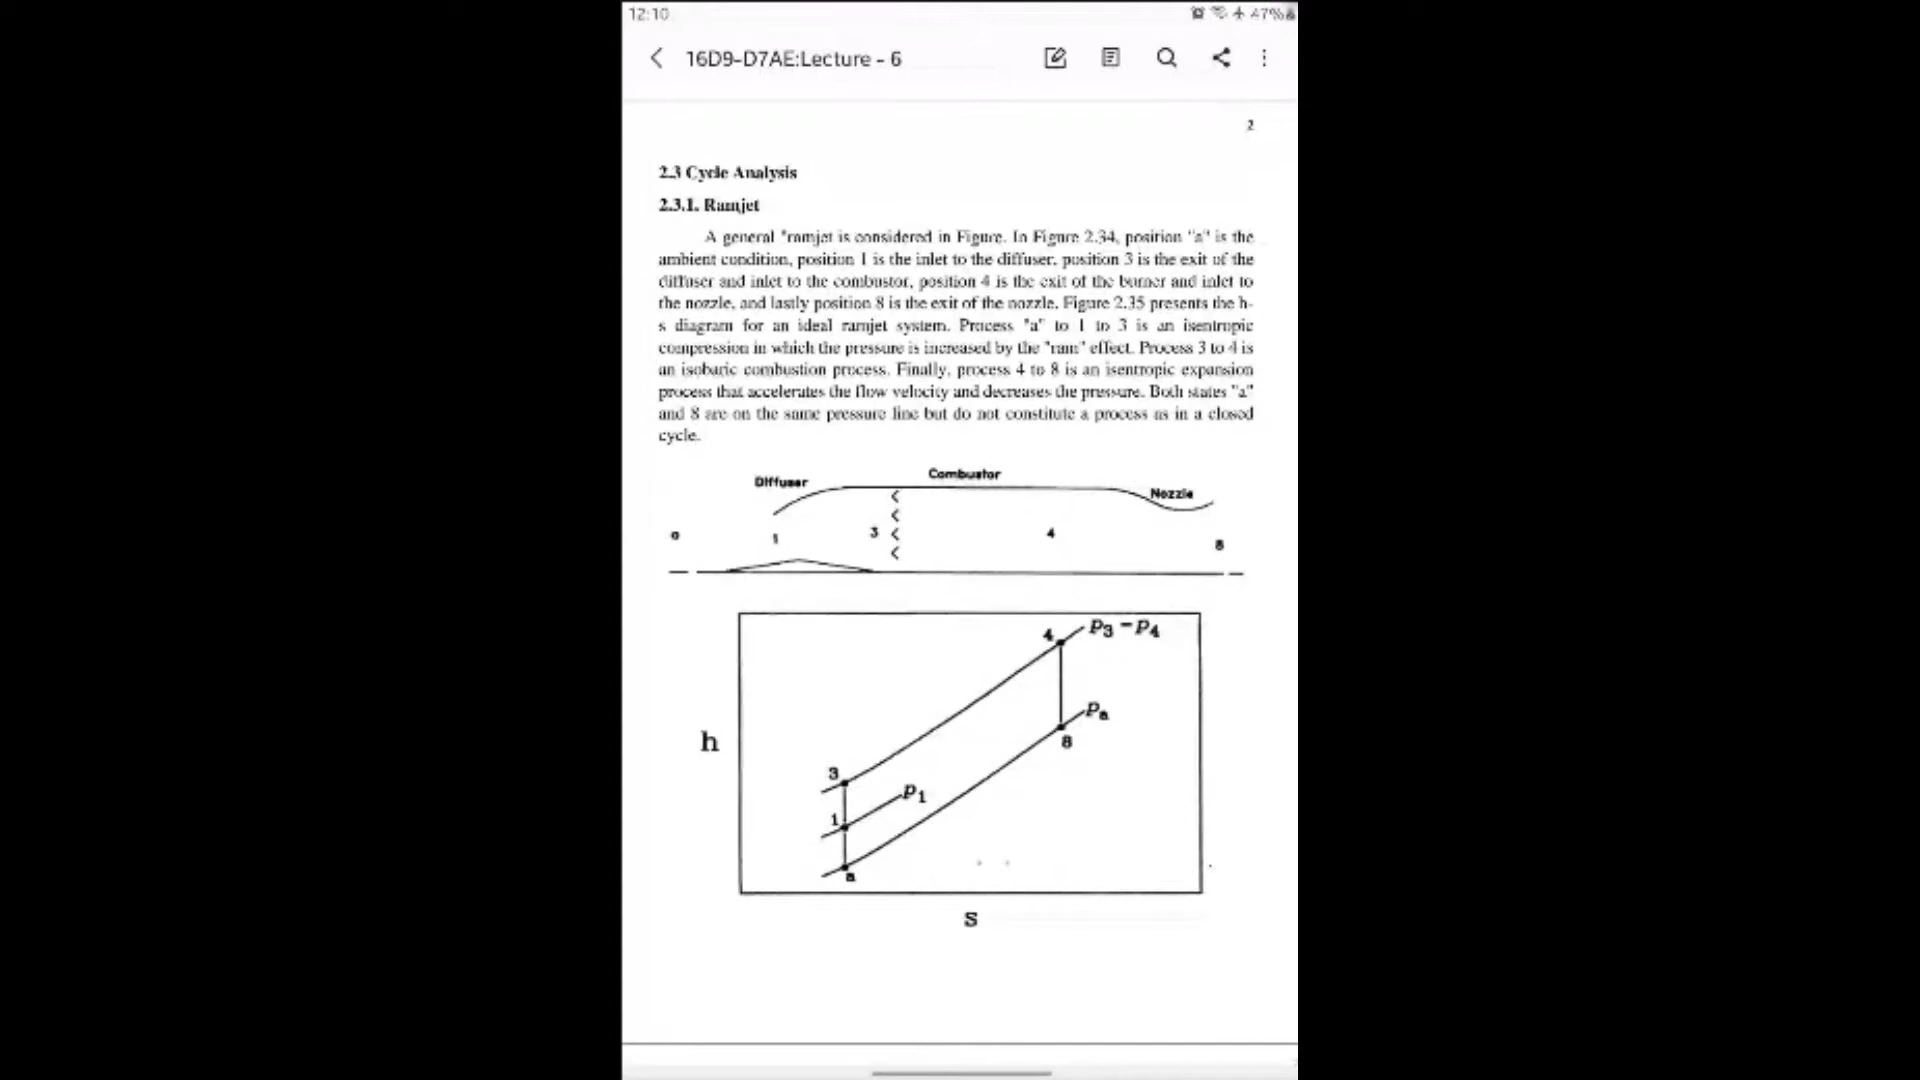 12:10
47%
16D9-D7AE:Lecture - 6
2
2.3 Cycle Analysis
2.3.1. Ramjet
A general "ramjet is considered in Figure. In Figure 2.34, position "a" is the
ambient condition, position 1 is the inlet to the diffuser, position 3 is the exit of the
diffuser and inlet to the combustor, position 4 is the exit of the burner and inlet to
the nozzle, and lastly position 8 is the exit of the nozzle. Figure 2.35 presents the h-
s diagram for an ideal ramjet system. Process "a" to 1 to 3 is an isentropic
compression in which the pressure is increased by the "ram" effect. Process 3 to 4 is
an isobaric combustion process. Finally, process 4 to 8 is an isentropic expansion
process that accelerates the flow velocity and decreases the pressure. Both states "a"
and 8 are on the same pressure line but do not constitute a process as in a closed
cycle.
Diffuser
Combustor
Nozzle
a
1
3
4
8
4
P3 - P4
Pa
8
h
3
P1
1
a
s